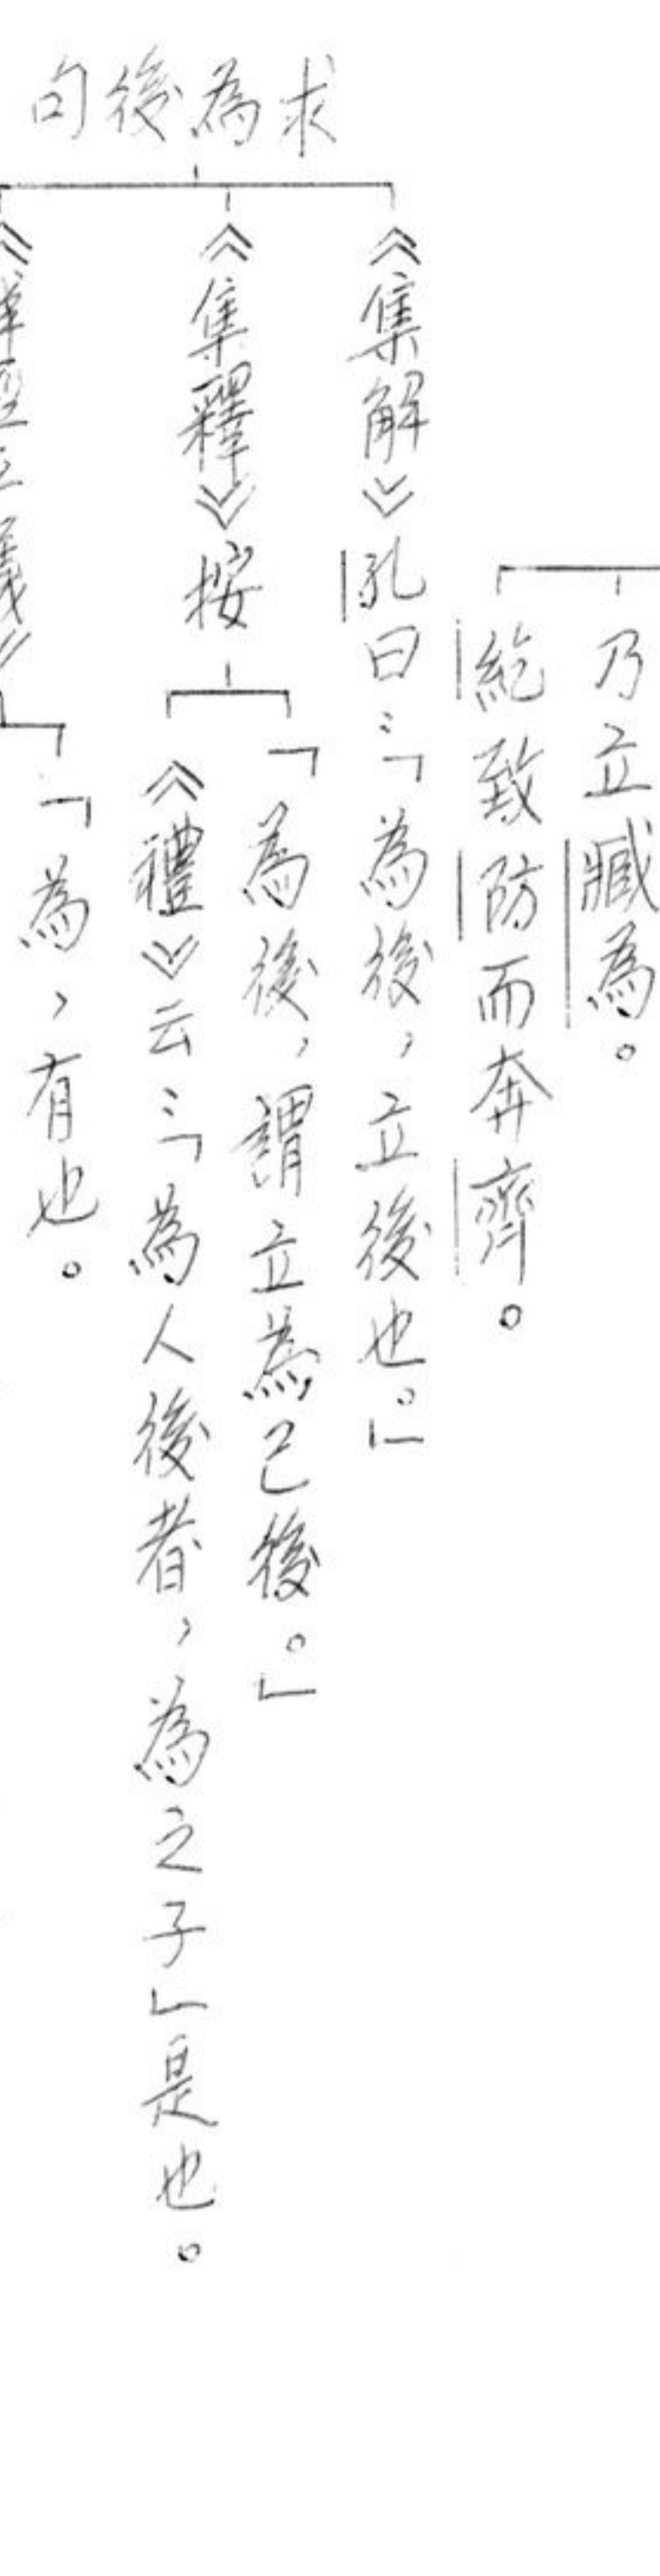 乃立臧為。
紇致防而奔齊。
求為後句
《集解》孔曰：「為後，立後也。」
《集釋》按
「為後，謂立為己後。」
《禮》云：「為人後者，為之子」是也。
「為，有也。